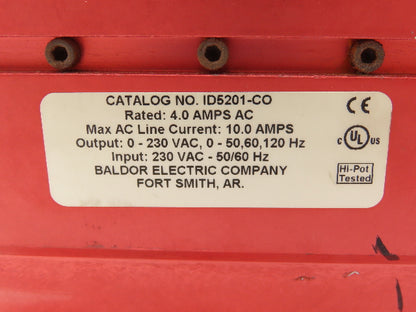 CATALOG NO. ID5201-CO
Rated: 4.0 AMPS AC
Max AC Line Current: 10.0 AMPS
Output: 0 - 230 VAC, 0 - 50,60,120 Hz
Input: 230 VAC - 50/60 Hz
BALDOR ELECTRIC COMPANY
FORT SMITH, AR.
CE
C UL US
Hi-Pot
Tested